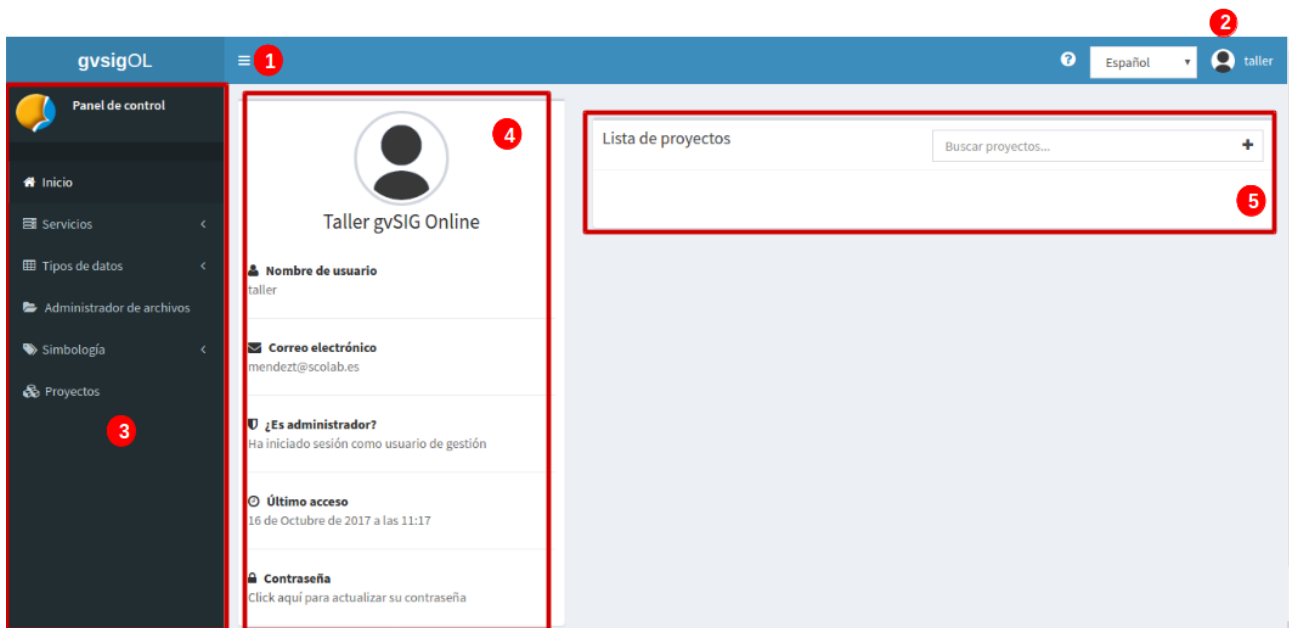 2
gvsigOL
1
Español
taller
Panel de control
Inicio
Servicios
Tipos de datos
Administrador de archivos
Simbología
Proyectos
3
4
Taller gvSIG Online
Nombre de usuario
taller
Correo electrónico
mendezt@scolab.es
¿Es administrador?
Ha iniciado sesión como usuario de gestión
Último acceso
16 de Octubre de 2017 a las 11:17
Contraseña
Click aquí para actualizar su contraseña
Lista de proyectos
Buscar proyectos...
5